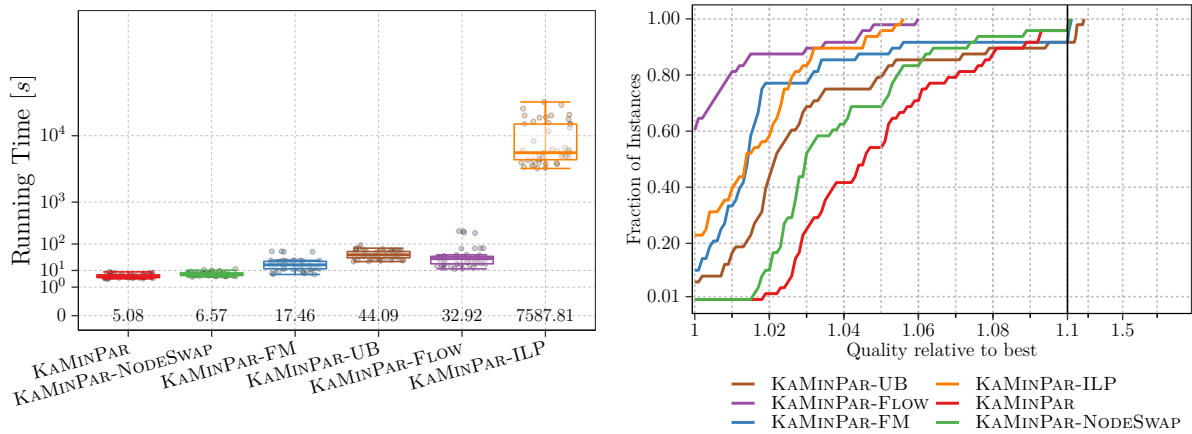 Running Time [s]
10^4
10^3
10^2
10^1
10^0
0
5.08 6.57 17.46 44.09 32.92 7587.81
KaMinPar
KaMinPar-NodeSwap
KaMinPar-FM
KaMinPar-UB
KaMinPar-Flow
KaMinPar-ILP
Fraction of Instances
1.00
0.80
0.60
0.40
0.20
0.01
1 1.02 1.04 1.06 1.08 1.1 1.5
Quality relative to best
KaMinPar-UB KaMinPar-ILP
KaMinPar-Flow KaMinPar
KaMinPar-FM KaMinPar-NodeSwap